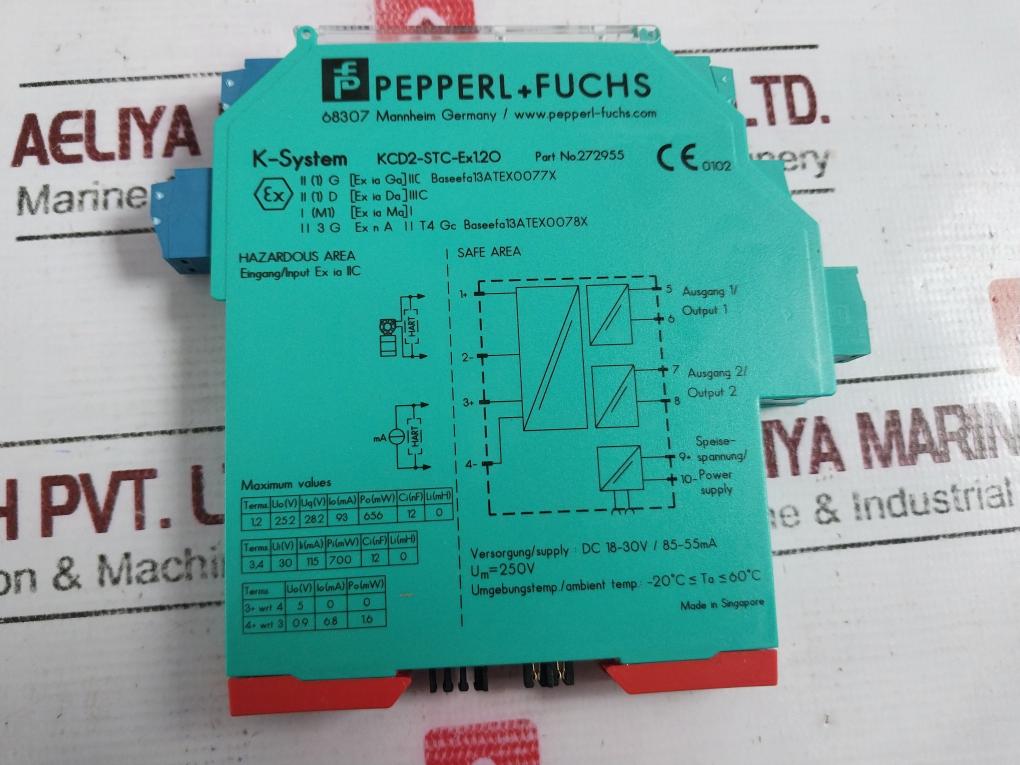 PEPPERL+FUCHS
68307 Mannheim Germany / www.pepperl-fuchs.com
K-System KCD2-STC-Ex1.2O Part No.272955 CE 0102
Ex II (1) G [Ex ia Ga] IIC Baseefa13ATEX0077X
II (1) D [Ex ia Da] IIIC
I (M1) [Ex ia Ma] I
II 3 G Ex n A II T4 Gc Baseefa13ATEX0078X
HAZARDOUS AREA
Eingang/Input Ex ia IIC
SAFE AREA
1+
2-
3+
4-
HART
mA
HART
5 Ausgang 1/
6 Output 1
7 Ausgang 2/
8 Output 2
Speise-
9+ spannung/
10- Power
supply
Maximum values
Terms. Uo(V) Uq(V) Io(mA) Po(mW) Ci(nF) Li(mH)
1,2 25.2 28.2 93 656 12 0
Terms. Ui(V) Ii(mA) Pi(mW) Ci(nF) Li(mH)
3,4 30 115 700 12 0
Terms. Uo(V) Io(mA) Po(mW)
3+ wrt 4 5 0 0
4+ wrt 3 0.9 6.8 1.6
Versorgung/supply : DC 18-30V / 85-55mA
Um=250V
Umgebungstemp./ambient temp.: -20°C ≤ Ta ≤ 60°C
Made in Singapore
AELIYA
LTD.
Marine
nery
H PVT.
on & Machin
IYA MARIN
ne & Industrial